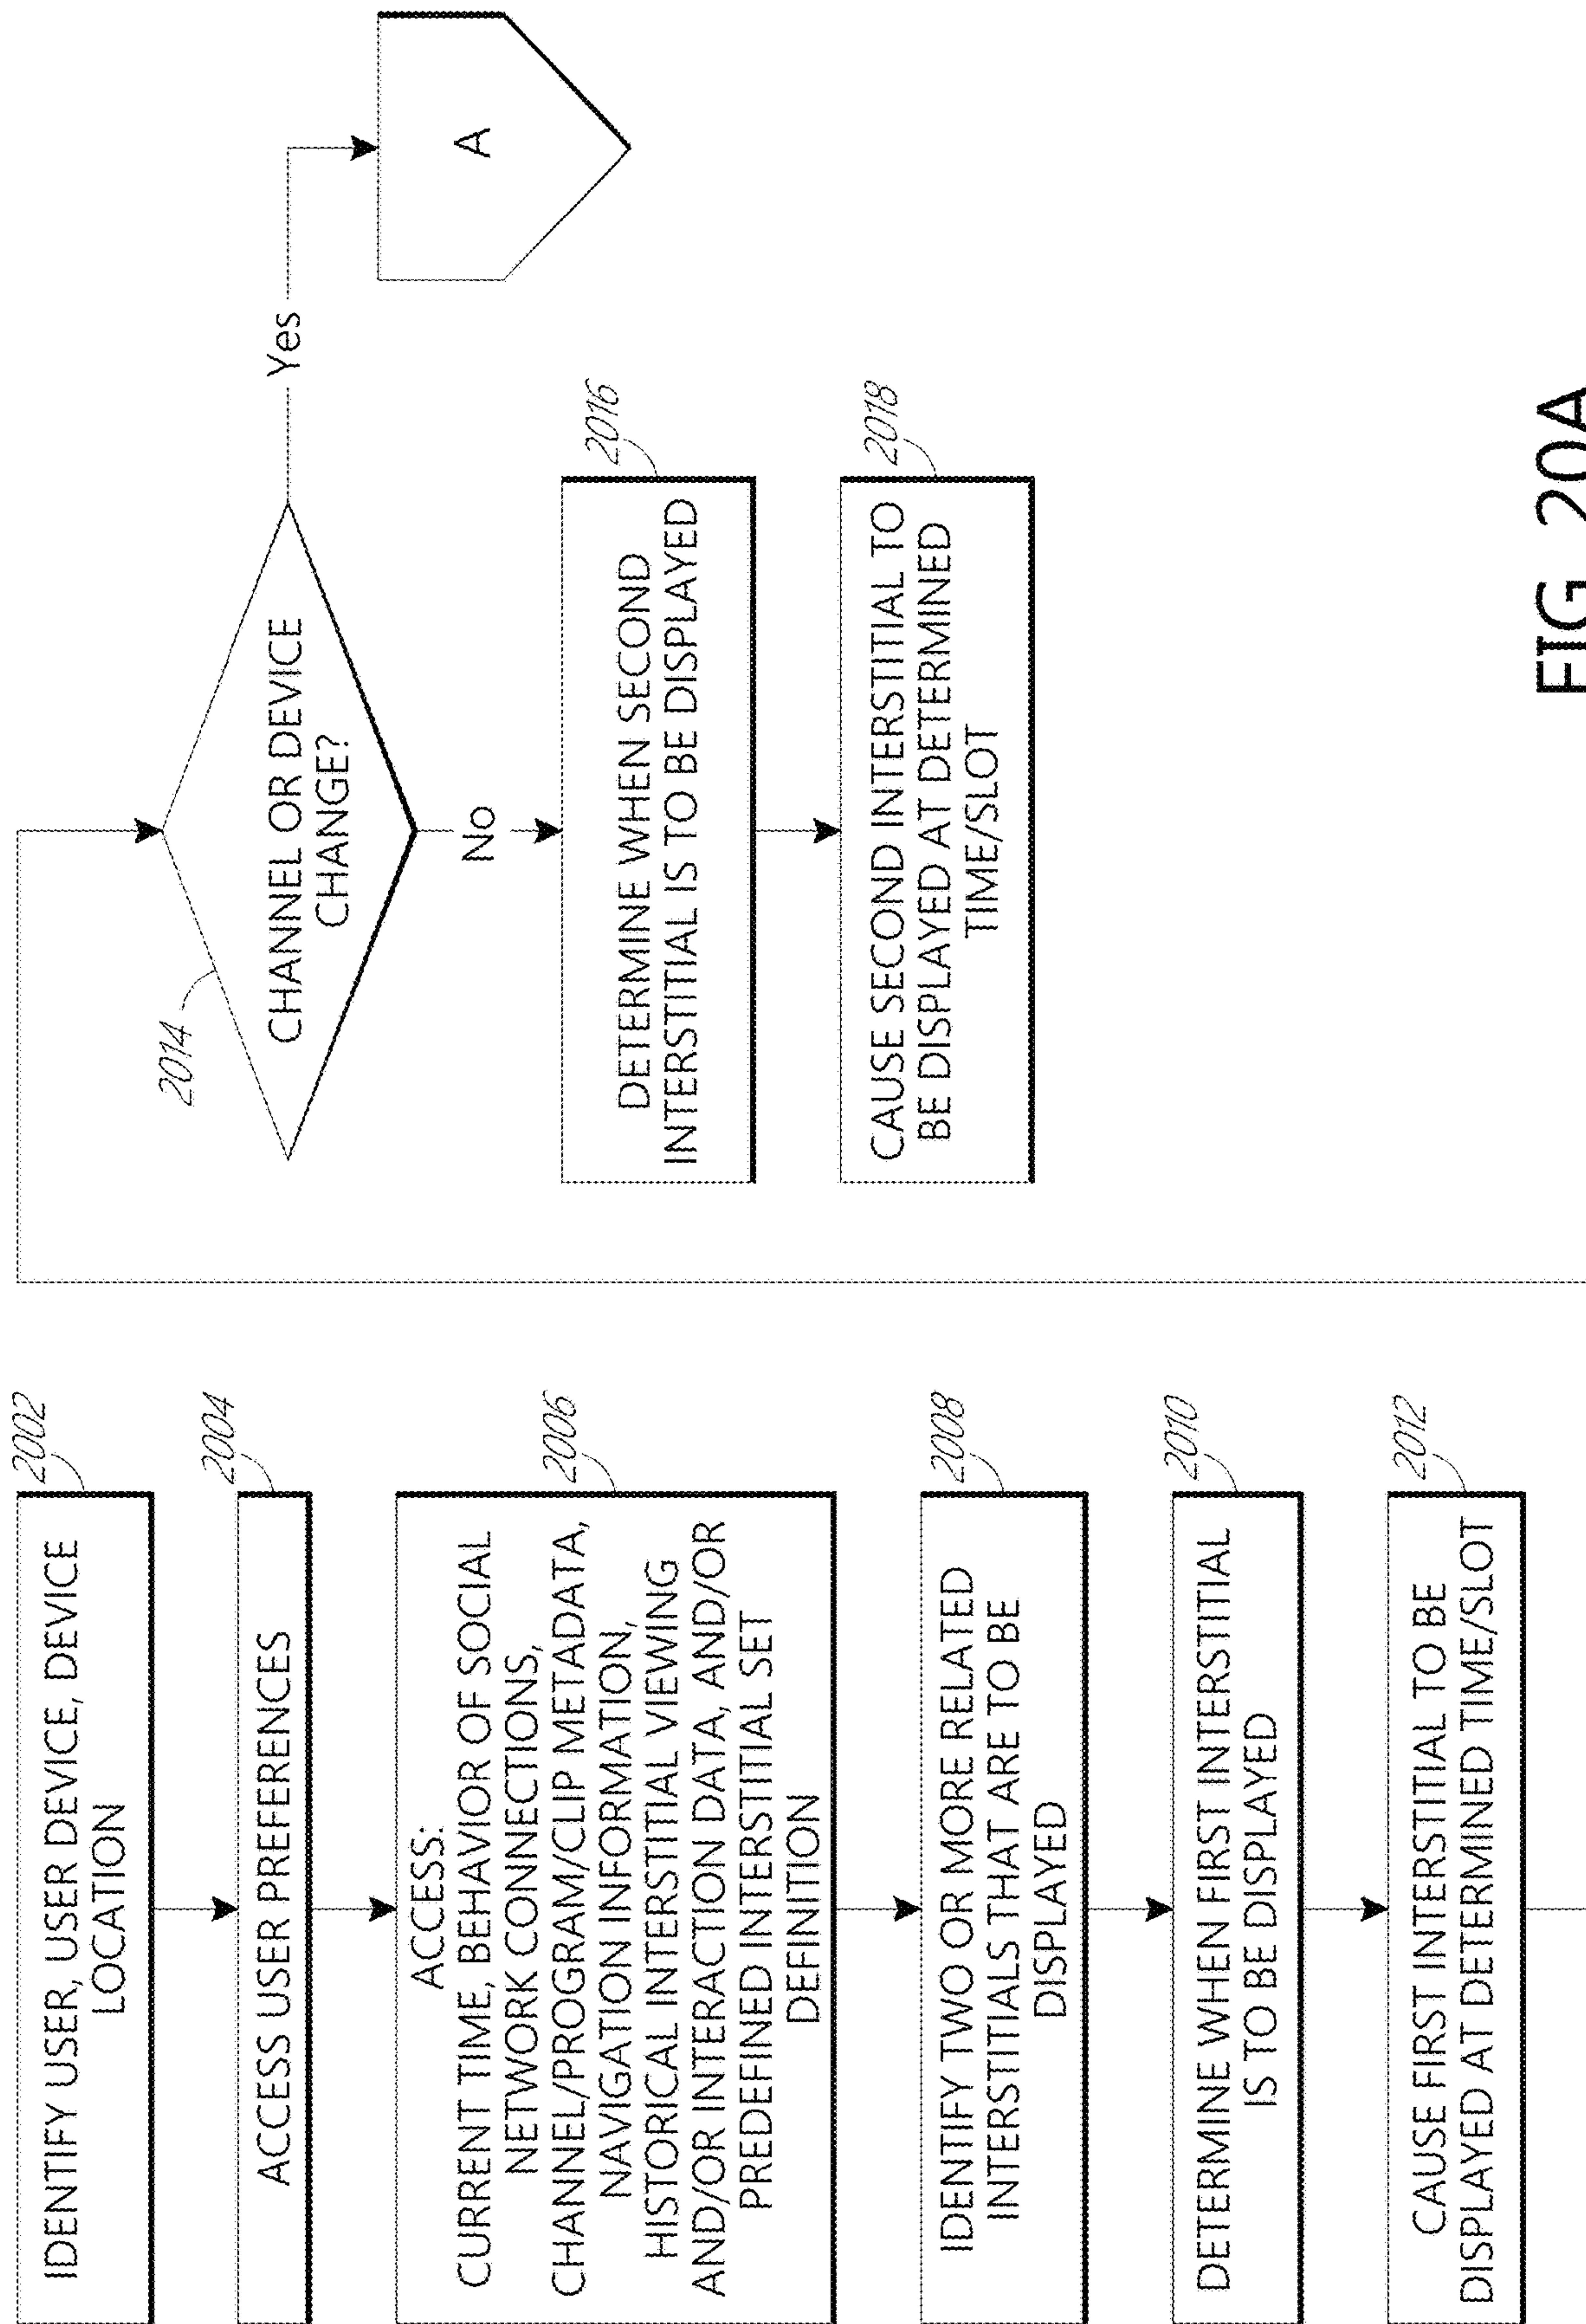 2002
IDENTIFY USER, USER DEVICE, DEVICE
LOCATION
2004
ACCESS USER PREFERENCES
2006
ACCESS:
CURRENT TIME, BEHAVIOR OF SOCIAL
NETWORK CONNECTIONS,
CHANNEL/PROGRAM/CLIP METADATA,
NAVIGATION INFORMATION,
HISTORICAL INTERSTITIAL VIEWING
AND/OR INTERACTION DATA, AND/OR
PREDEFINED INTERSTITIAL SET
DEFINITION
2008
IDENTIFY TWO OR MORE RELATED
INTERSTITIALS THAT ARE TO BE
DISPLAYED
2010
DETERMINE WHEN FIRST INTERSTITIAL
IS TO BE DISPLAYED
2012
CAUSE FIRST INTERSTITIAL TO BE
DISPLAYED AT DETERMINED TIME/SLOT
2014
CHANNEL OR DEVICE
CHANGE?
Yes
A
No
2016
DETERMINE WHEN SECOND
INTERSTITIAL IS TO BE DISPLAYED
2018
CAUSE SECOND INTERSTITIAL TO
BE DISPLAYED AT DETERMINED
TIME/SLOT
FIG. 20A